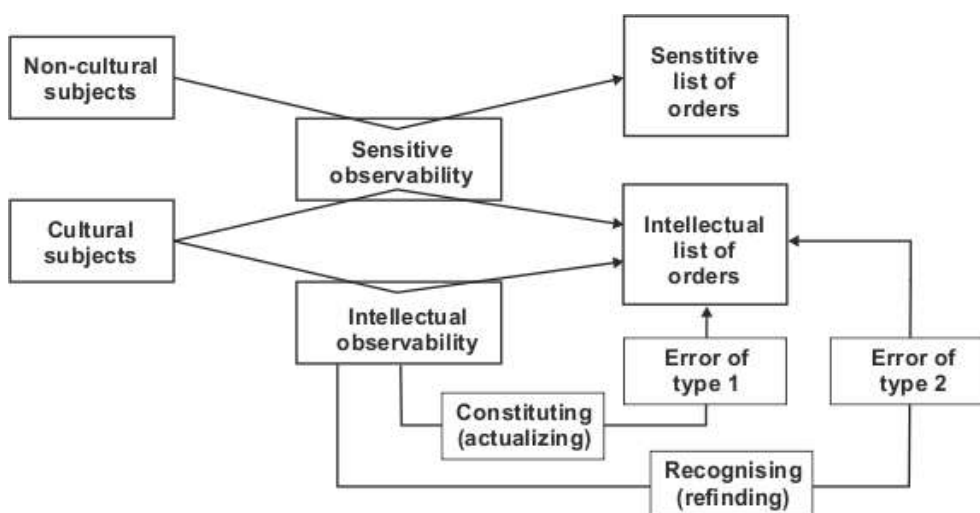 Non-cultural
subjects
Senstitive
list of
orders
Sensitive
observability
Cultural
subjects
Intellectual
list of
orders
Intellectual
observability
Error of
type 1
Error of
type 2
Constituting
(actualizing)
Recognising
(refinding)